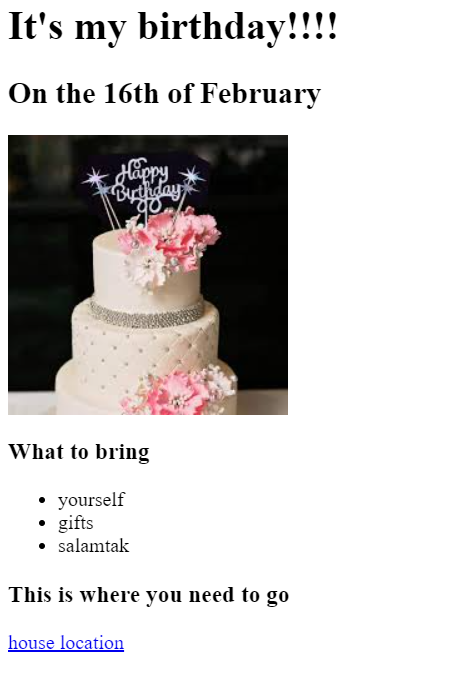 It's my birthday!!!!
On the 16th of February
Happy
Birthday
What to bring
yourself
gifts
salamtak
This is where you need to go
house location